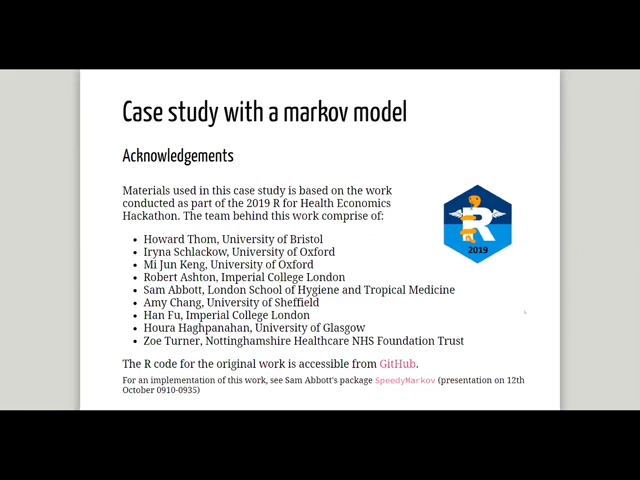 Case study with a markov model
Acknowledgements
Materials used in this case study is based on the work
conducted as part of the 2019 R for Health Economics
Hackathon. The team behind this work comprise of:
R
2019
• Howard Thom, University of Bristol
• Iryna Schlackow, University of Oxford
• Mi Jun Keng, University of Oxford
• Robert Ashton, Imperial College London
• Sam Abbott, London School of Hygiene and Tropical Medicine
• Amy Chang, University of Sheffield
• Han Fu, Imperial College London
• Houra Haghpanahan, University of Glasgow
• Zoe Turner, Nottinghamshire Healthcare NHS Foundation Trust
The R code for the original work is accessible from GitHub.
For an implementation of this work, see Sam Abbott's package SpeedyMarkov (presentation on 12th
October 0910-0935)